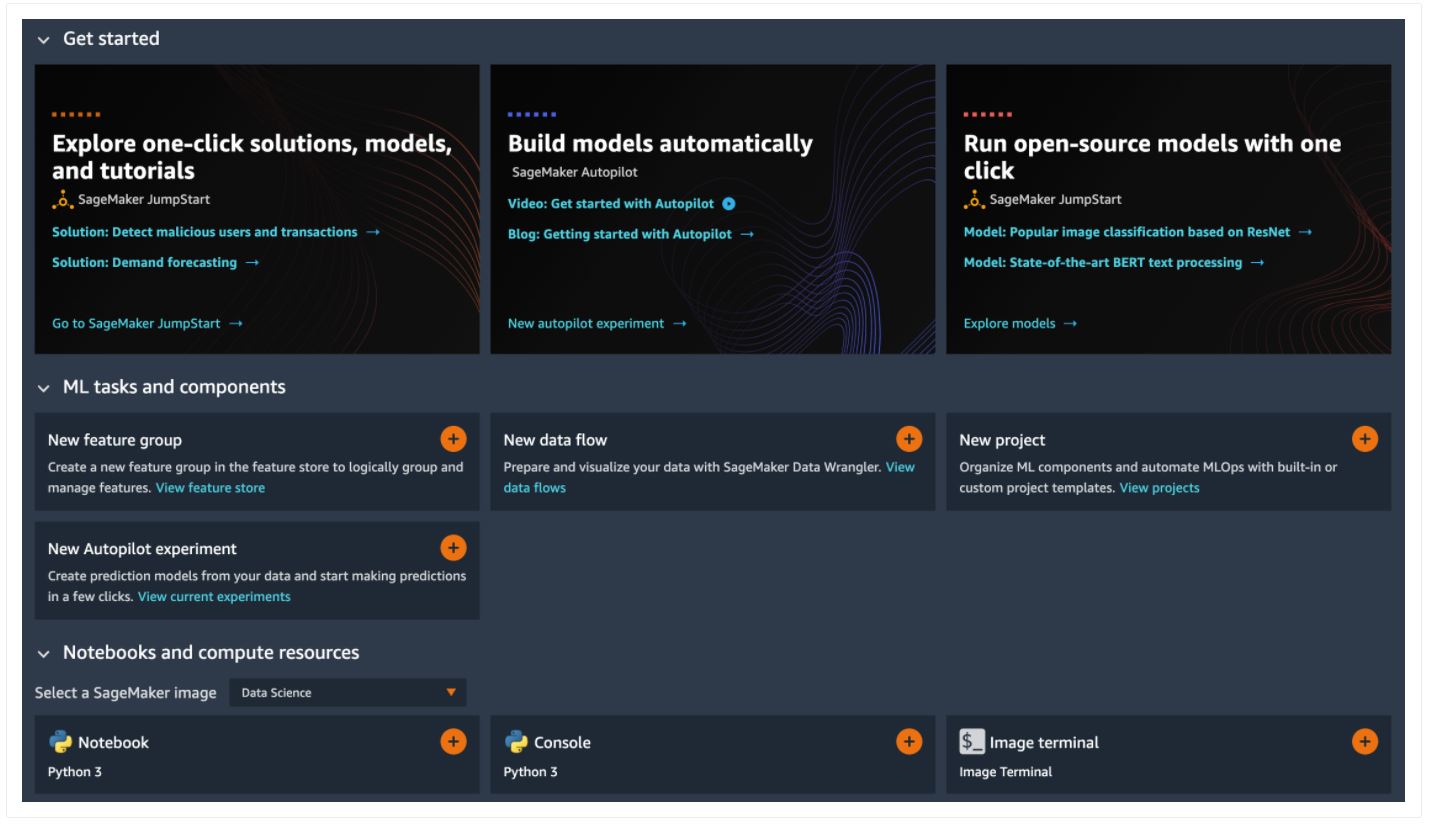 Get started
Explore one-click solutions, models,
and tutorials
SageMaker JumpStart
Solution: Detect malicious users and transactions →
Solution: Demand forecasting →
Go to SageMaker JumpStart →
Build models automatically
SageMaker Autopilot
Video: Get started with Autopilot
Blog: Getting started with Autopilot →
New autopilot experiment →
Run open-source models with one
click
SageMaker JumpStart
Model: Popular image classification based on ResNet →
Model: State-of-the-art BERT text processing →
Explore models →
ML tasks and components
New feature group
Create a new feature group in the feature store to logically group and
manage features. View feature store
New data flow
Prepare and visualize your data with SageMaker Data Wrangler. View
data flows
New project
Organize ML components and automate MLOps with built-in or
custom project templates. View projects
New Autopilot experiment
Create prediction models from your data and start making predictions
in a few clicks. View current experiments
Notebooks and compute resources
Select a SageMaker image Data Science
Notebook
Python 3
Console
Python 3
$_ Image terminal
Image Terminal